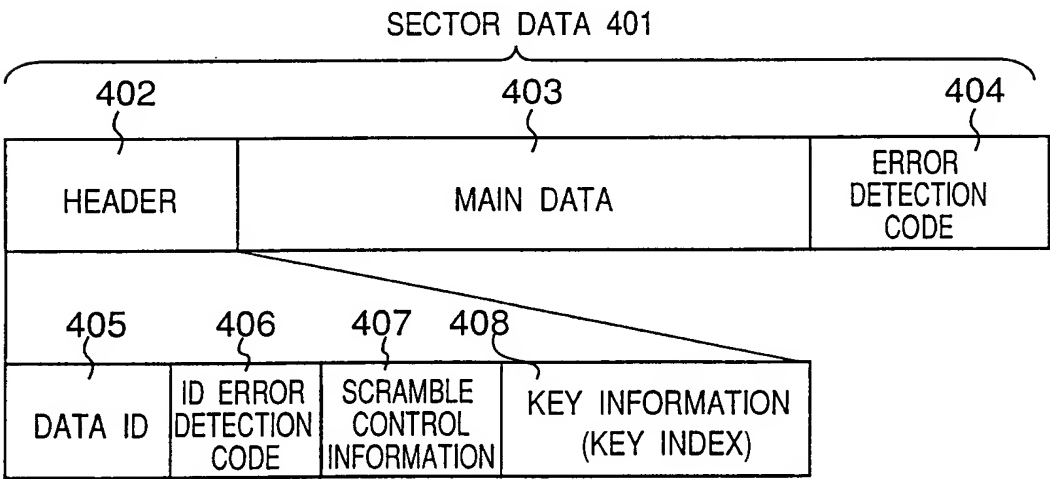 SECTOR DATA 401
402 403 404
HEADER
MAIN DATA
ERROR
DETECTION
CODE
405 406 407 408
DATA ID
ID ERROR
DETECTION
CODE
SCRAMBLE
CONTROL
INFORMATION
KEY INFORMATION
(KEY INDEX)